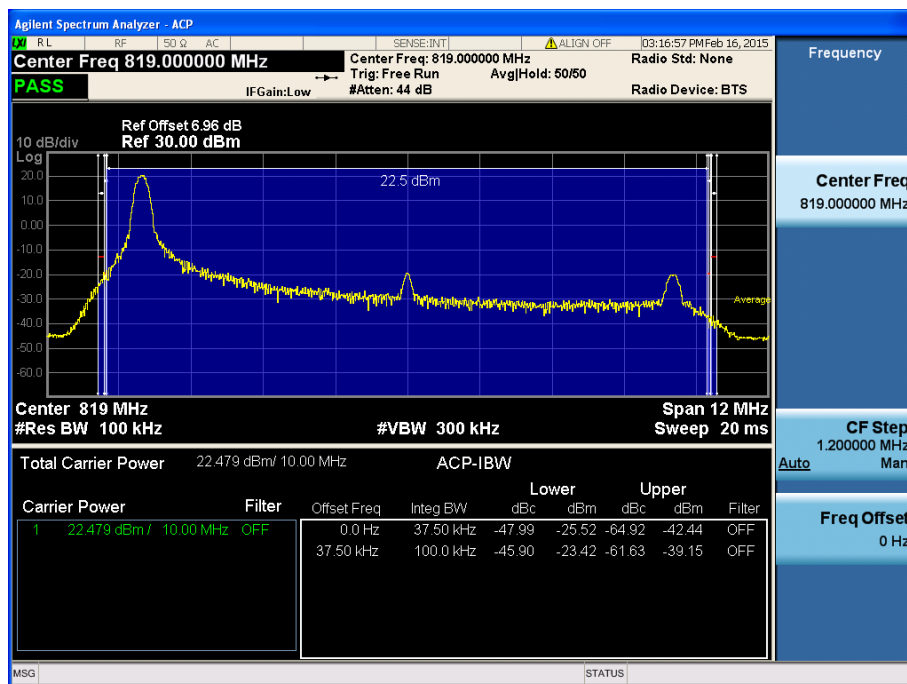 Agilent Spectrum Analyzer - ACP
LXI RL RF 50 Ω AC SENSE:INT ALIGN OFF 03:16:57 PM Feb 16, 2015
Center Freq 819.000000 MHz
Center Freq: 819.000000 MHz Radio Std: None
Trig: Free Run Avg|Hold: 50/50
PASS
IFGain:Low #Atten: 44 dB Radio Device: BTS
Ref Offset 6.96 dB
10 dB/div Ref 30.00 dBm
Log
22.5 dBm
20.0
10.0
0.00
-10.0
-20.0
-30.0
-40.0
-50.0
-60.0
Average
Center 819 MHz Span 12 MHz
#Res BW 100 kHz #VBW 300 kHz Sweep 20 ms
Total Carrier Power 22.479 dBm/ 10.00 MHz ACP-IBW
Lower Upper
Carrier Power Filter Offset Freq Integ BW dBc dBm dBc dBm Filter
1 22.479 dBm / 10.00 MHz OFF 0.0 Hz 37.50 kHz -47.99 -25.52 -64.92 -42.44 OFF
37.50 kHz 100.0 kHz -45.90 -23.42 -61.63 -39.15 OFF
MSG STATUS
Frequency
Center Freq
819.000000 MHz
CF Step
1.200000 MHz
Auto Man
Freq Offset
0 Hz